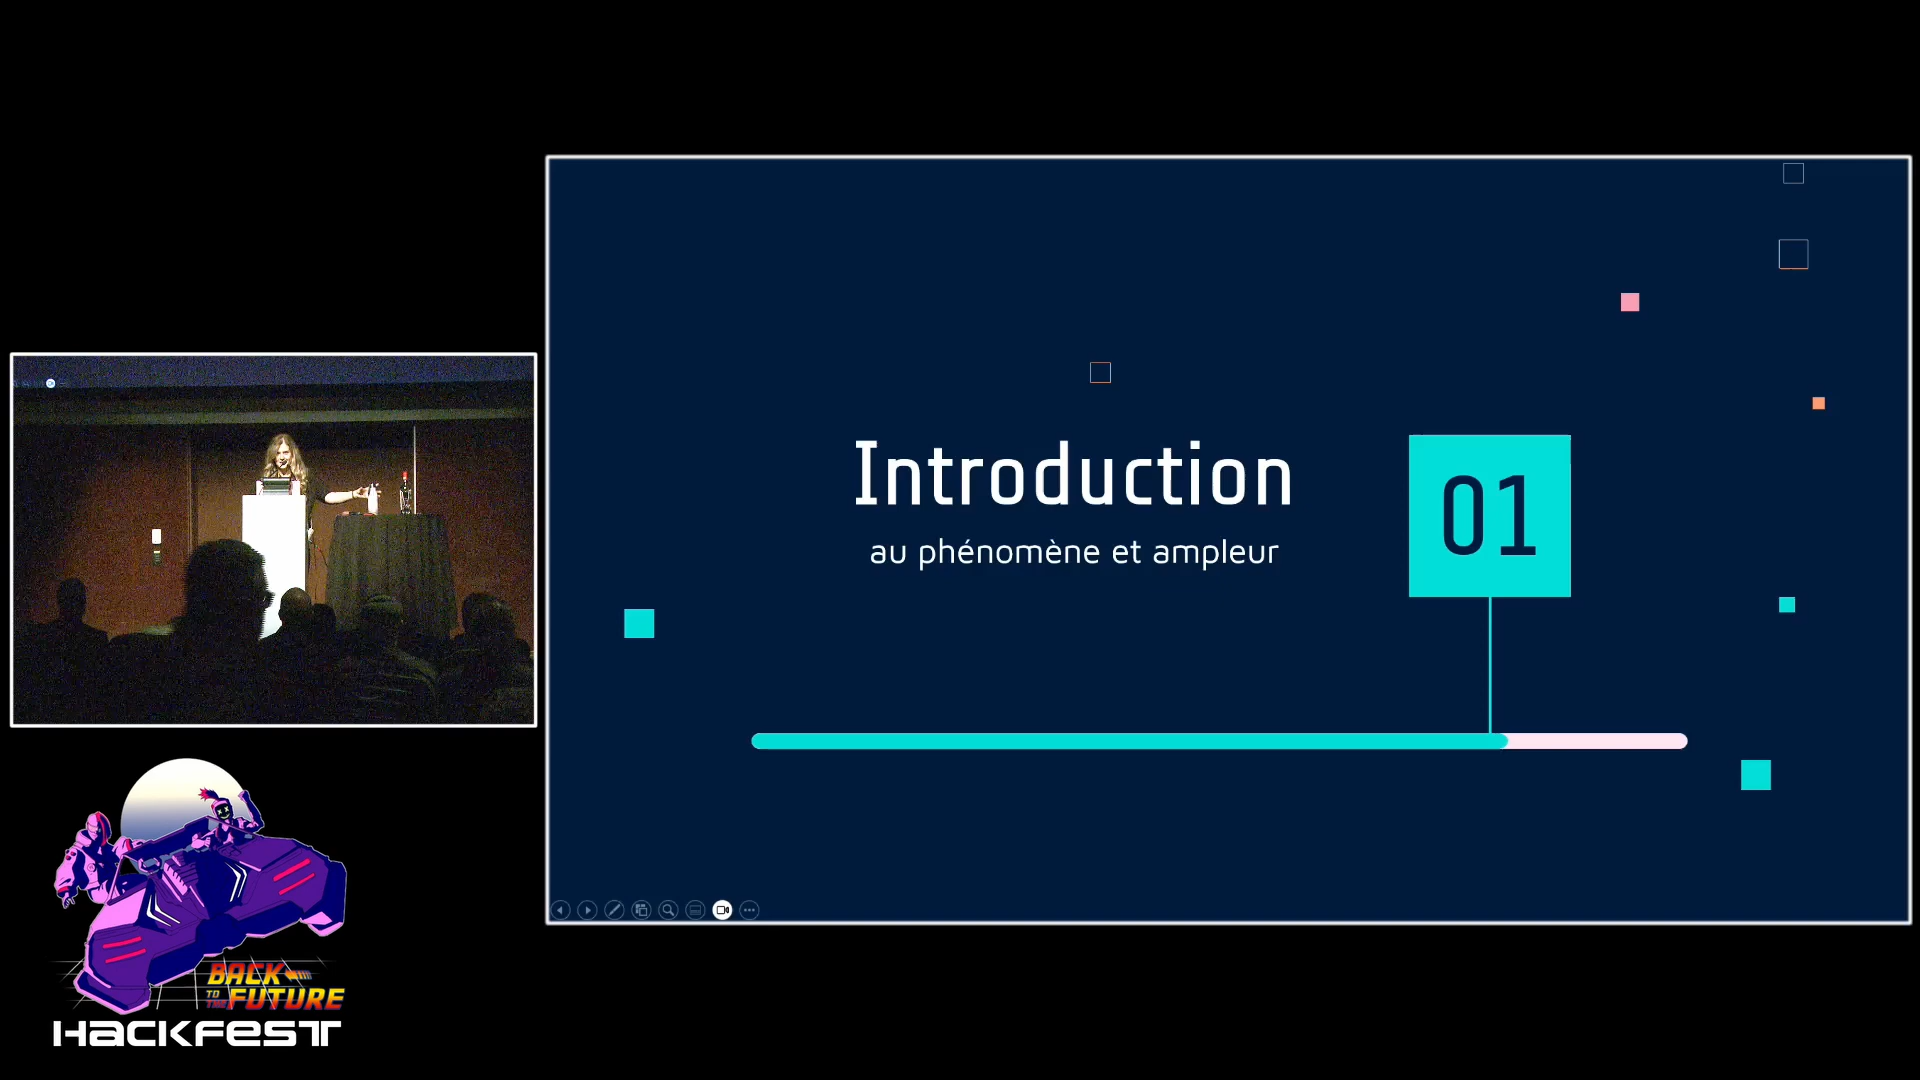 Introduction
au phénomène et ampleur
01
BACK
TO THE FUTURE
HACKFEST